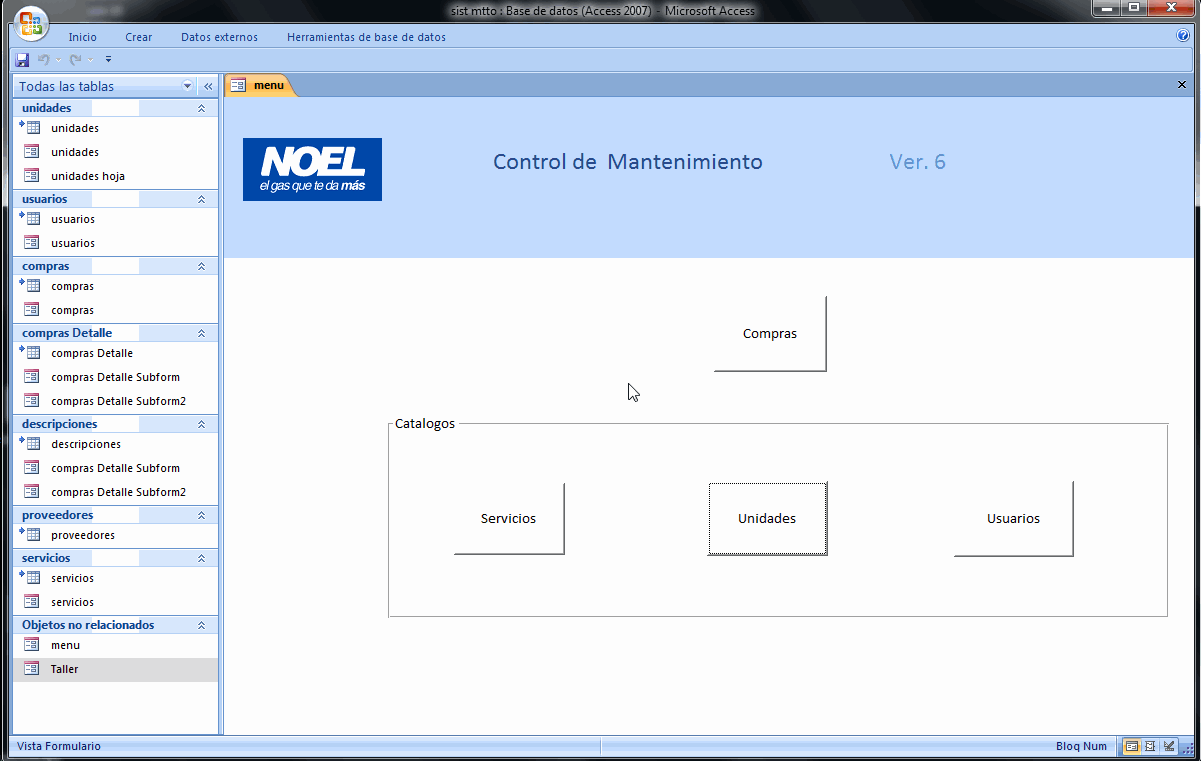 sist mtto : Base de datos (Access 2007) - Microsoft Access
Inicio Crear Datos externos Herramientas de base de datos
Todas las tablas
menu
unidades
unidades
unidades
unidades hoja
usuarios
usuarios
usuarios
compras
compras
compras
compras Detalle
compras Detalle
compras Detalle Subform
compras Detalle Subform2
descripciones
descripciones
compras Detalle Subform
compras Detalle Subform2
proveedores
proveedores
servicios
servicios
servicios
Objetos no relacionados
menu
Taller
NOEL
el gas que te da más
Control de Mantenimiento
Ver. 6
Compras
Catalogos
Servicios
Unidades
Usuarios
Vista Formulario
Bloq Num